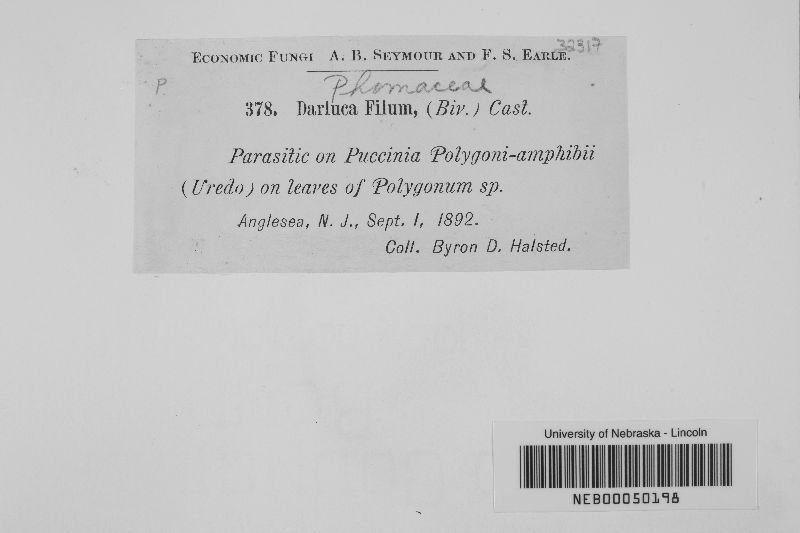 32317
ECONOMIC FUNGI A. B. SEYMOUR AND F. S. EARLE.
P. Phomaceae
378. Darluca Filum, (Biv.) Cast.
Parasitic on Puccinia Polygoni-amphibii
(Uredo) on leaves of Polygonum sp.
Anglesea, N. J., Sept. 1, 1892.
Coll. Byron D. Halsted.
University of Nebraska - Lincoln
NEB00050198